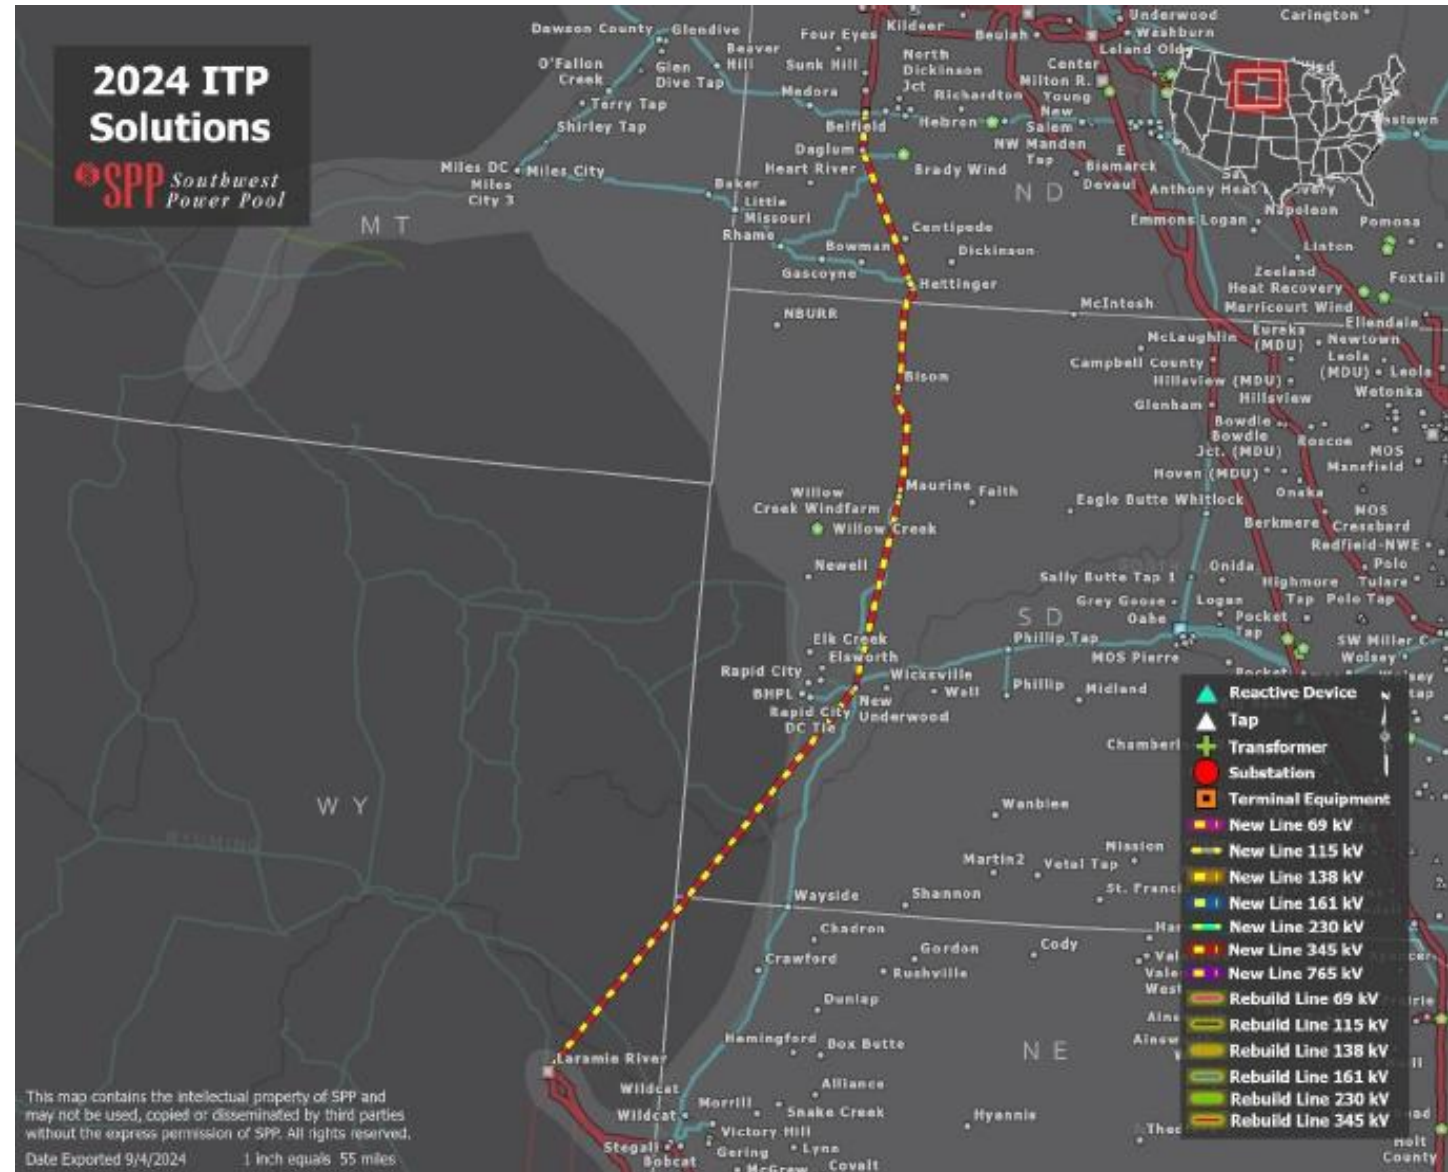 2024 ITP
Solutions
SPP Southwest
Power Pool
Dawson County
Glendive
Four Eyes
Kildeer
Beulah
Underwood
Washburn
Carington
Leland Olds
O'Fallon
Creek
Glen
Dive Tap
Beaver
Hill
Sunk Hill
North
Dickinson
Jct
Center
Milton R.
Young
Terry Tap
Medora
Richardton
New
Salem
Shirley Tap
Belfield
Hebron
NW Manden
Tap
Daglum
Heart River
Brady Wind
E
Bismarck
Devaul
Anthony Heat
Miles DC
Miles City
Miles
City 3
Baker
Little
Missouri
N D
M T
Emmons Logan
Napoleon
Pomona
Rhame
Bowman
Centipede
Dickinson
Linton
Gascoyne
Hettinger
Zeeland
Heat Recovery
Foxtail
Merricourt Wind
McIntosh
NBURR
Ellendale
McLaughlin
Eureka
(MDU)
Newtown
Leola
(MDU)
Leola
Bison
Campbell County
Hillsview (MDU)
Hillsview
Wetonka
Glenham
Bowdle
Bowdle
Jct. (MDU)
Roscoe
MOS
Mansfield
Hoven (MDU)
Willow
Creek Windfarm
Maurine
Faith
Eagle Butte
Whitlock
Onaka
MOS
Cressbard
Willow Creek
Berkmere
Redfield-NWE
Newell
Polo
Sally Butte Tap 1
Onida
Highmore
Tap
Tulare
Polo Tap
Grey Goose
Logan
S D
Oahe
Pocket
Tap
Elk Creek
Elsworth
Phillip Tap
MOS Pierre
SW Miller C
Wolsey
Rapid City
Wicksville
BHPL
Wall
Phillip
Midland
Rapid City
DC Tie
New
Underwood
Chamberl
W Y
WYOMING
Wanblee
Mission
Martin2
Vetal Tap
St. Franci
Wayside
Shannon
Chadron
Cody
Gordon
Crawford
Rushville
Dunlap
Hemingford
Box Butte
N E
Laramie River
Wildcat
Alliance
Morrill
Snake Creek
Hyannis
Wildcat
Victory Hill
Stegall
Gering
Lynn
Bobcat
McGrew
Covalt
Holt
County
Reactive Device
N
Tap
Transformer
Substation
Terminal Equipment
New Line 69 kV
New Line 115 kV
New Line 138 kV
New Line 161 kV
New Line 230 kV
New Line 345 kV
New Line 765 kV
Rebuild Line 69 kV
Rebuild Line 115 kV
Rebuild Line 138 kV
Rebuild Line 161 kV
Rebuild Line 230 kV
Rebuild Line 345 kV
This map contains the intellectual property of SPP and
may not be used, copied or disseminated by third parties
without the express permission of SPP. All rights reserved.
Date Exported 9/4/2024 1 inch equals 55 miles